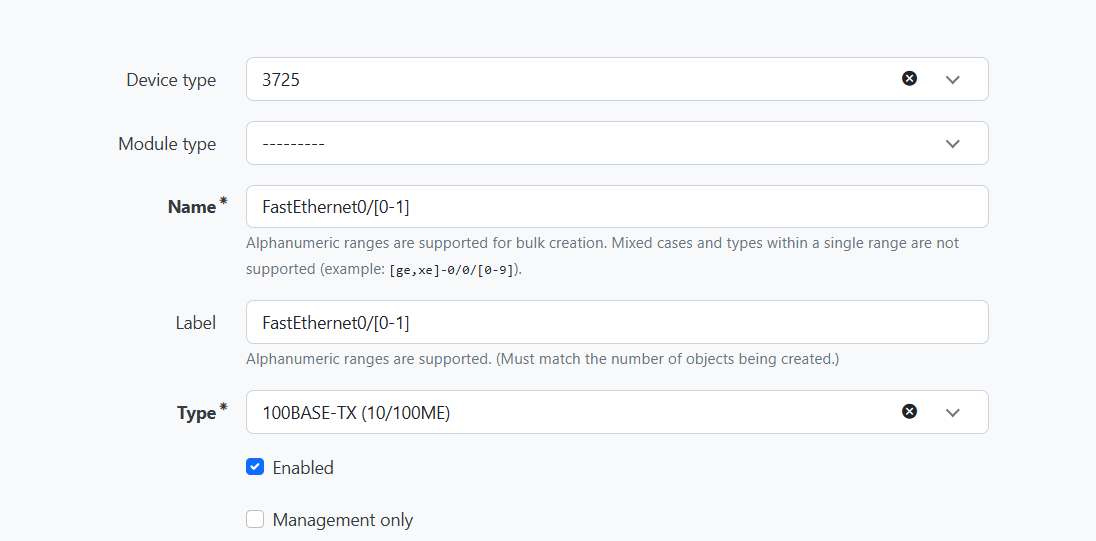 Device type 3725
Module type ---------
Name* FastEthernet0/[0-1]
Alphanumeric ranges are supported for bulk creation. Mixed cases and types within a single range are not
supported (example: [ge,xe]-0/0/[0-9]).
Label FastEthernet0/[0-1]
Alphanumeric ranges are supported. (Must match the number of objects being created.)
Type* 100BASE-TX (10/100ME)
Enabled
Management only